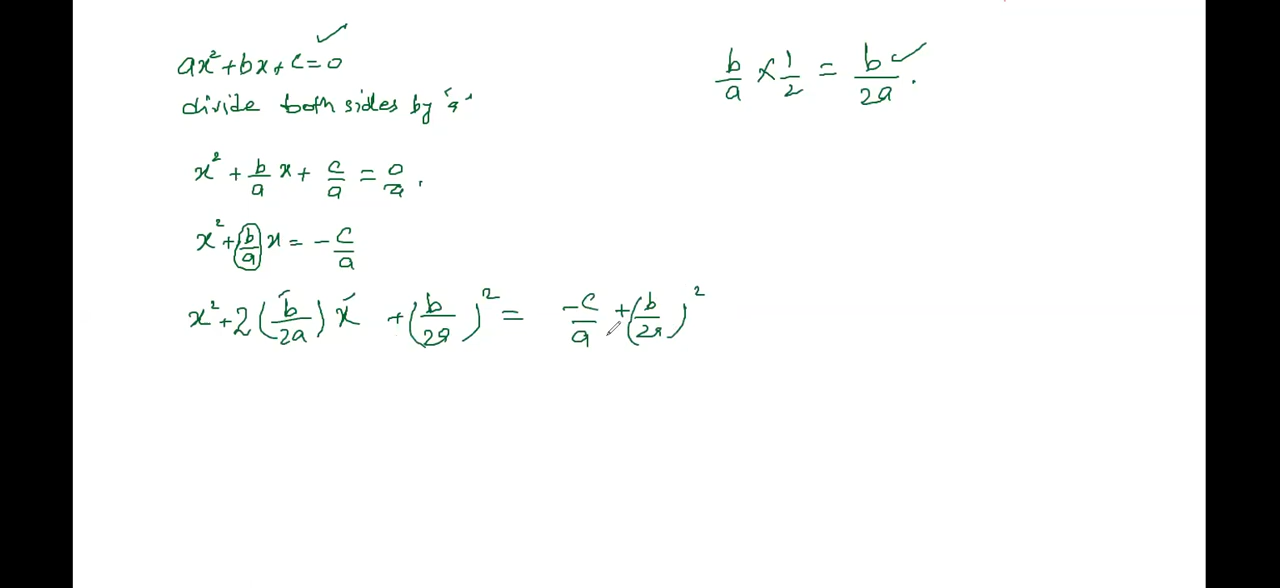 ax²+bx+c=0
divide both sides by 'a'
x² + b/a x + c/a = 0/a .
x² + b/a x = - c/a
x² + 2(b/2a) x + (b/2a)² = -c/a + (b/2a)²
b/a × 1/2 = b/2a .